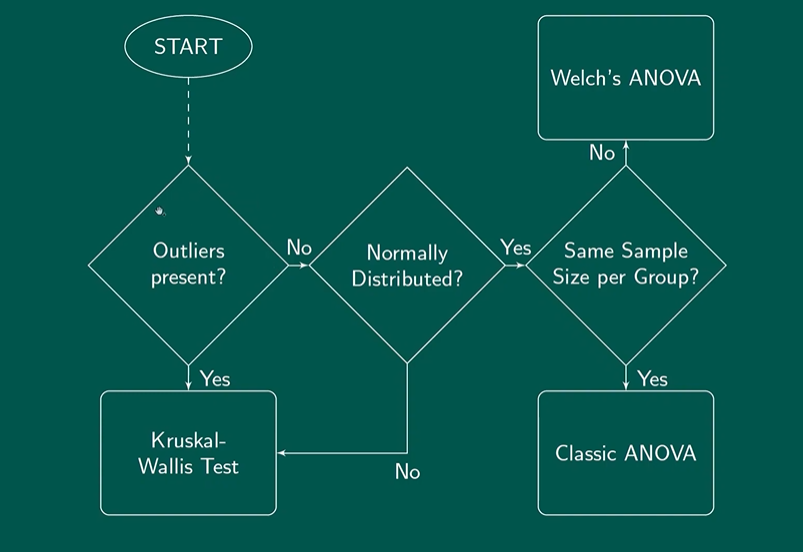 START
Welch's ANOVA
No
Outliers
present?
No
Normally
Distributed?
Yes
Same Sample
Size per Group?
Yes
Kruskal-
Wallis Test
No
Yes
Classic ANOVA